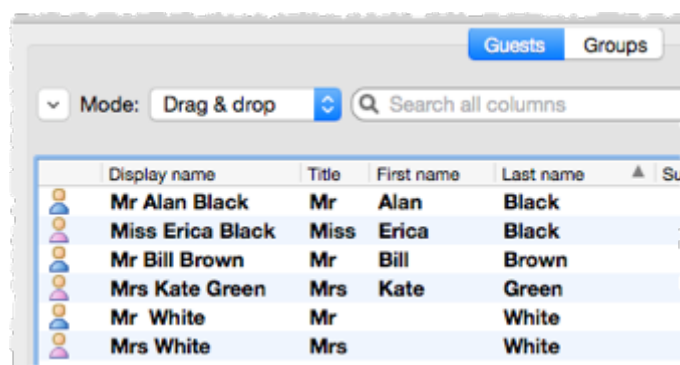 Guests Groups
Mode: Drag & drop Search all columns
Display name Title First name Last name Su
Mr Alan Black Mr Alan Black
Miss Erica Black Miss Erica Black
Mr Bill Brown Mr Bill Brown
Mrs Kate Green Mrs Kate Green
Mr White Mr White
Mrs White Mrs White